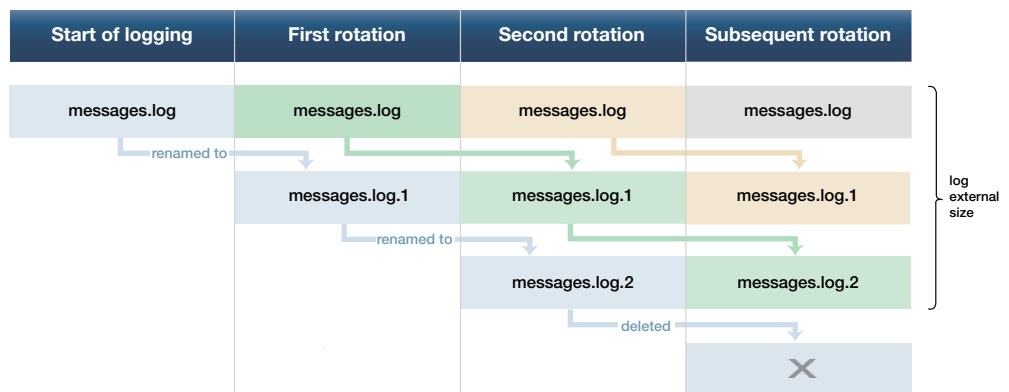 Start of logging
First rotation
Second rotation
Subsequent rotation
messages.log
messages.log
messages.log
messages.log
renamed to
messages.log.1
messages.log.1
messages.log.1
log
external
size
renamed to
messages.log.2
messages.log.2
deleted
X